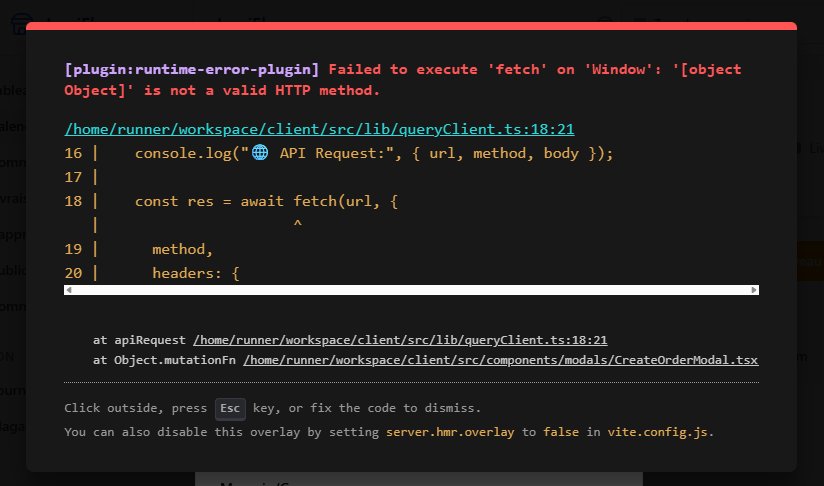 [plugin:runtime-error-plugin] Failed to execute 'fetch' on 'Window': '[object
Object]' is not a valid HTTP method.
/home/runner/workspace/client/src/lib/queryClient.ts:18:21
16 |    console.log("🌐 API Request:", { url, method, body });
17 |
18 |    const res = await fetch(url, {
   |                      ^
19 |      method,
20 |      headers: {
at apiRequest /home/runner/workspace/client/src/lib/queryClient.ts:18:21
at Object.mutationFn /home/runner/workspace/client/src/components/modals/CreateOrderModal.tsx
Click outside, press Esc key, or fix the code to dismiss.
You can also disable this overlay by setting server.hmr.overlay to false in vite.config.js.